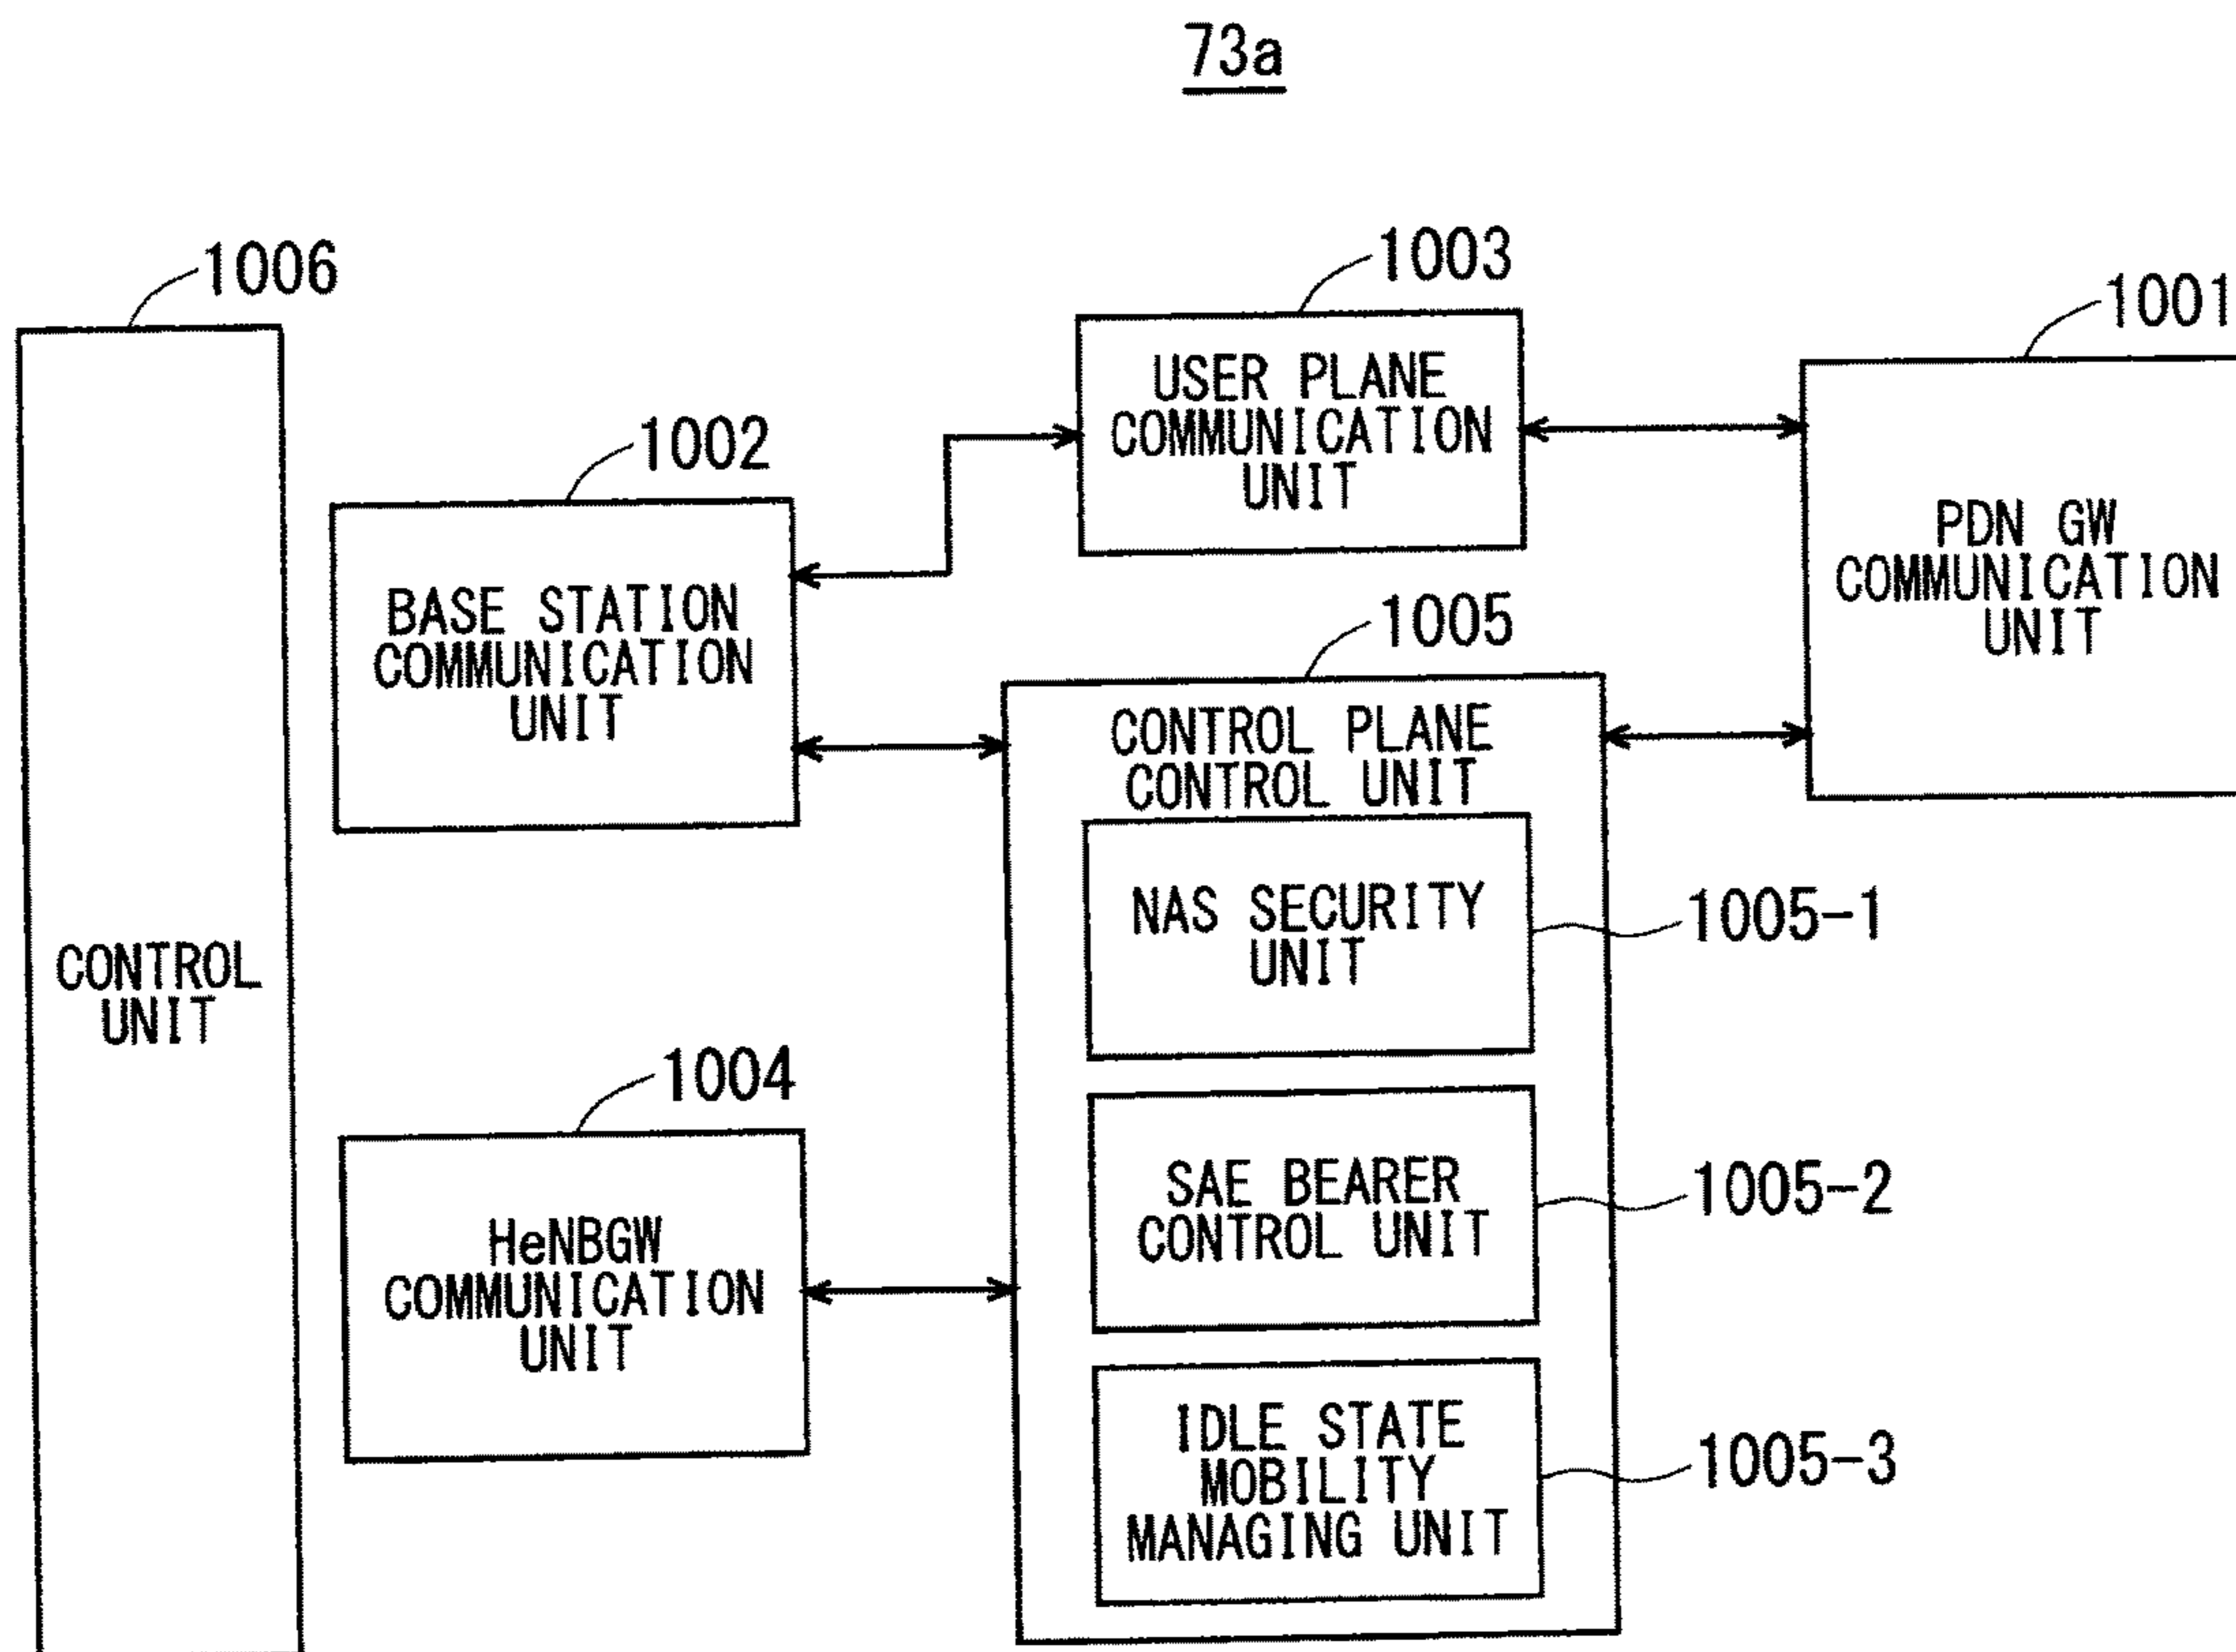 73a
1006
1003
1001
1002
USER PLANE
COMMUNICATION
UNIT
PDN GW
COMMUNICATION
UNIT
BASE STATION
COMMUNICATION
UNIT
1005
CONTROL PLANE
CONTROL UNIT
NAS SECURITY
UNIT
1005-1
CONTROL
UNIT
1004
SAE BEARER
CONTROL UNIT
1005-2
HeNBGW
COMMUNICATION
UNIT
IDLE STATE
MOBILITY
MANAGING UNIT
1005-3